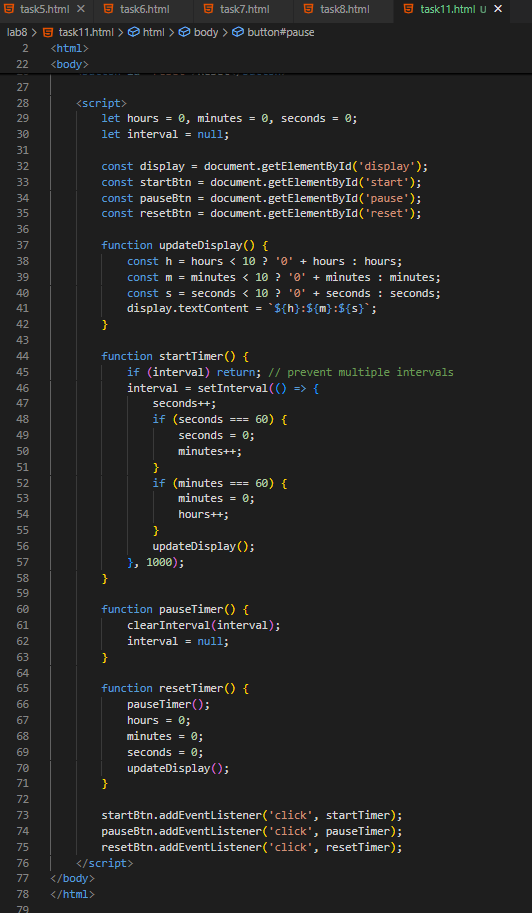 task5.html task6.html task7.html task8.html task11.html U
lab8 > task11.html > html > body > button#pause
2 <html>
22 <body>
27
28 <script>
29 let hours = 0, minutes = 0, seconds = 0;
30 let interval = null;
31
32 const display = document.getElementById('display');
33 const startBtn = document.getElementById('start');
34 const pauseBtn = document.getElementById('pause');
35 const resetBtn = document.getElementById('reset');
36
37 function updateDisplay() {
38 const h = hours < 10 ? '0' + hours : hours;
39 const m = minutes < 10 ? '0' + minutes : minutes;
40 const s = seconds < 10 ? '0' + seconds : seconds;
41 display.textContent = `${h}:${m}:${s}`;
42 }
43
44 function startTimer() {
45 if (interval) return; // prevent multiple intervals
46 interval = setInterval(() => {
47 seconds++;
48 if (seconds === 60) {
49 seconds = 0;
50 minutes++;
51 }
52 if (minutes === 60) {
53 minutes = 0;
54 hours++;
55 }
56 updateDisplay();
57 }, 1000);
58 }
59
60 function pauseTimer() {
61 clearInterval(interval);
62 interval = null;
63 }
64
65 function resetTimer() {
66 pauseTimer();
67 hours = 0;
68 minutes = 0;
69 seconds = 0;
70 updateDisplay();
71 }
72
73 startBtn.addEventListener('click', startTimer);
74 pauseBtn.addEventListener('click', pauseTimer);
75 resetBtn.addEventListener('click', resetTimer);
76 </script>
77 </body>
78 </html>
79